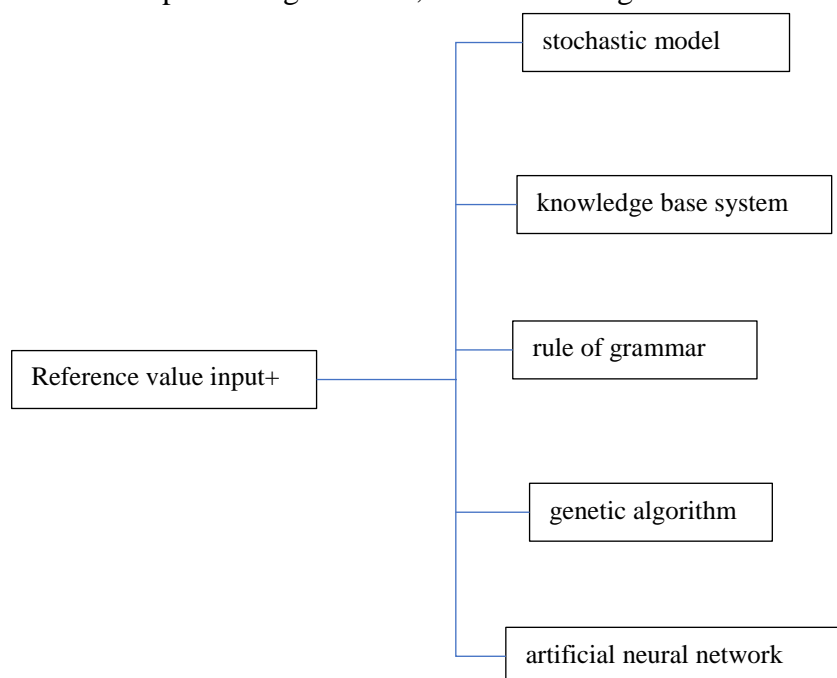 stochastic model
knowledge base system
rule of grammar
Reference value input+
genetic algorithm
artificial neural network